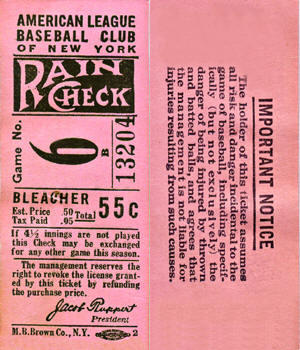 AMERICAN LEAGUE
BASEBALL CLUB
OF NEW YORK
RAIN
CHECK
Game No.
6
B
13204
BLEACHER
Est. Price .50
Tax Paid .05
Total 55c
If 4½ innings are not played
this Check may be exchanged
for any other game this season.
The management reserves the
right to revoke the license grant-
ed by this ticket by refunding
the purchase price.
Jacob Ruppert
President
M.B. Brown Co., N.Y.
2
IMPORTANT NOTICE
The holder of this ticket assumes
all risk and danger incidental to the
game of baseball, including specif-
ically (but not exclusively) the
danger of being injured by thrown
and batted balls, and agrees that
the management is not liable for
injuries resulting from such causes.